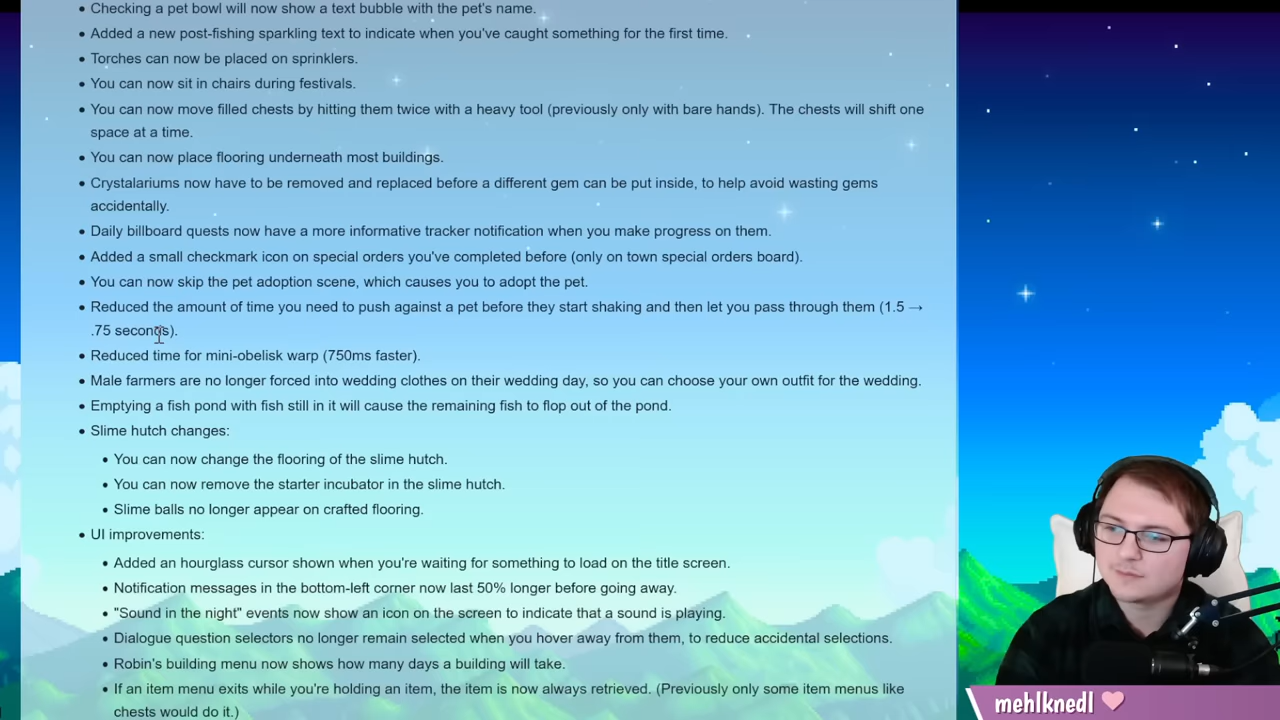 • Checking a pet bowl will now show a text bubble with the pet's name.
• Added a new post-fishing sparkling text to indicate when you've caught something for the first time.
• Torches can now be placed on sprinklers.
• You can now sit in chairs during festivals.
• You can now move filled chests by hitting them twice with a heavy tool (previously only with bare hands). The chests will shift one
space at a time.
• You can now place flooring underneath most buildings.
• Crystalariums now have to be removed and replaced before a different gem can be put inside, to help avoid wasting gems
accidentally.
• Daily billboard quests now have a more informative tracker notification when you make progress on them.
• Added a small checkmark icon on special orders you've completed before (only on town special orders board).
• You can now skip the pet adoption scene, which causes you to adopt the pet.
• Reduced the amount of time you need to push against a pet before they start shaking and then let you pass through them (1.5 →
.75 seconds).
• Reduced time for mini-obelisk warp (750ms faster).
• Male farmers are no longer forced into wedding clothes on their wedding day, so you can choose your own outfit for the wedding.
• Emptying a fish pond with fish still in it will cause the remaining fish to flop out of the pond.
• Slime hutch changes:
• You can now change the flooring of the slime hutch.
• You can now remove the starter incubator in the slime hutch.
• Slime balls no longer appear on crafted flooring.
• UI improvements:
• Added an hourglass cursor shown when you're waiting for something to load on the title screen.
• Notification messages in the bottom-left corner now last 50% longer before going away.
• "Sound in the night" events now show an icon on the screen to indicate that a sound is playing.
• Dialogue question selectors no longer remain selected when you hover away from them, to reduce accidental selections.
• Robin's building menu now shows how many days a building will take.
• If an item menu exits while you're holding an item, the item is now always retrieved. (Previously only some item menus like
chests would do it.)
mehlknedl